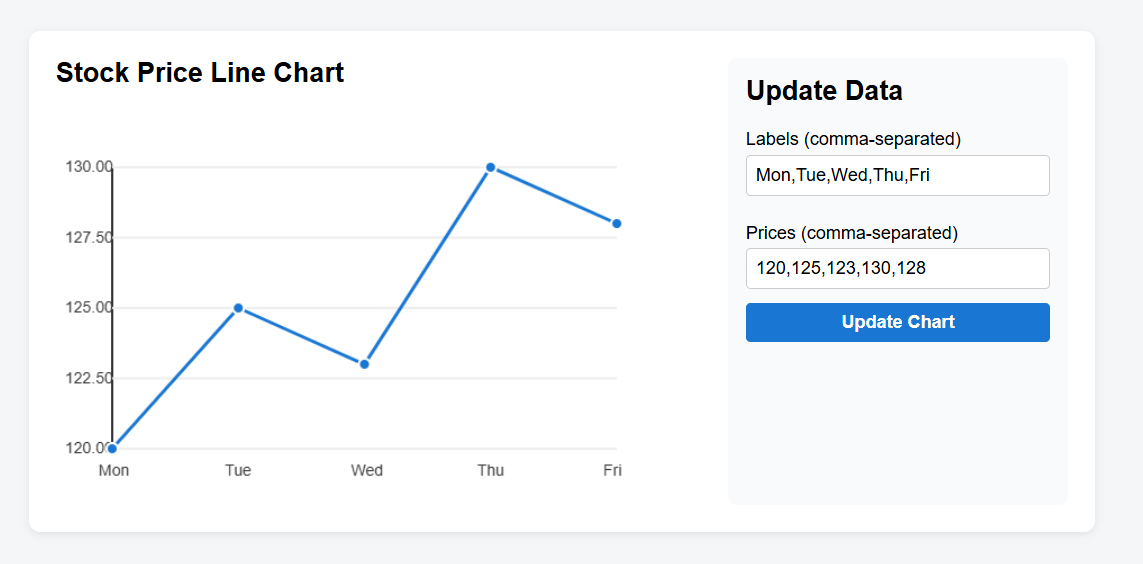 Stock Price Line Chart
130.00
127.50
125.00
122.50
120.00
Mon Tue Wed Thu Fri
Update Data
Labels (comma-separated)
Mon,Tue,Wed,Thu,Fri
Prices (comma-separated)
120,125,123,130,128
Update Chart